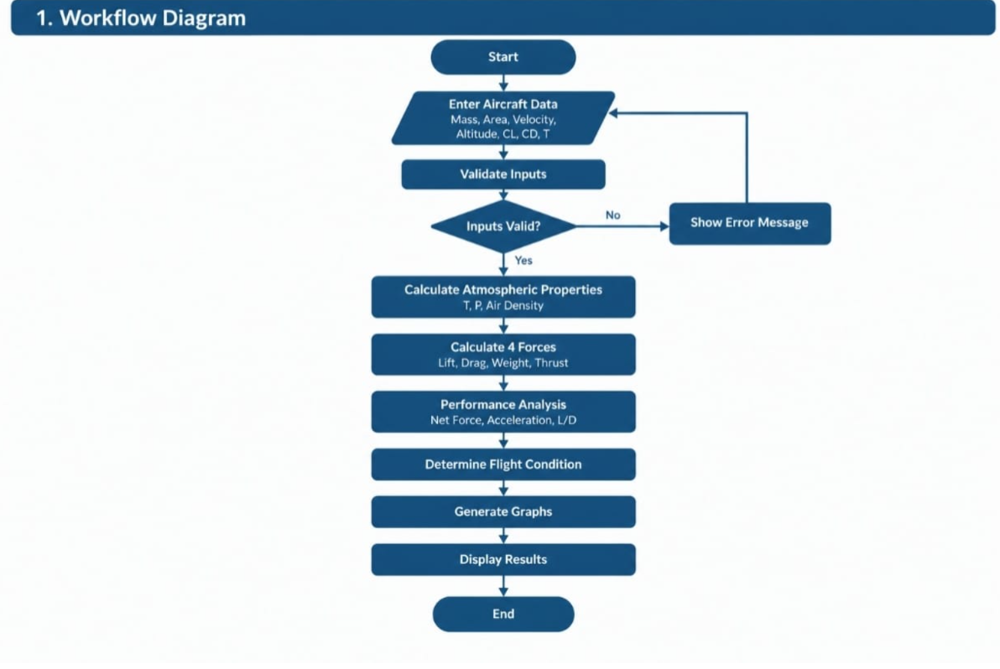 1. Workflow Diagram
Start
Enter Aircraft Data
Mass, Area, Velocity,
Altitude, CL, CD, T
Validate Inputs
Inputs Valid?
No
Show Error Message
Yes
Calculate Atmospheric Properties
T, P, Air Density
Calculate 4 Forces
Lift, Drag, Weight, Thrust
Performance Analysis
Net Force, Acceleration, L/D
Determine Flight Condition
Generate Graphs
Display Results
End